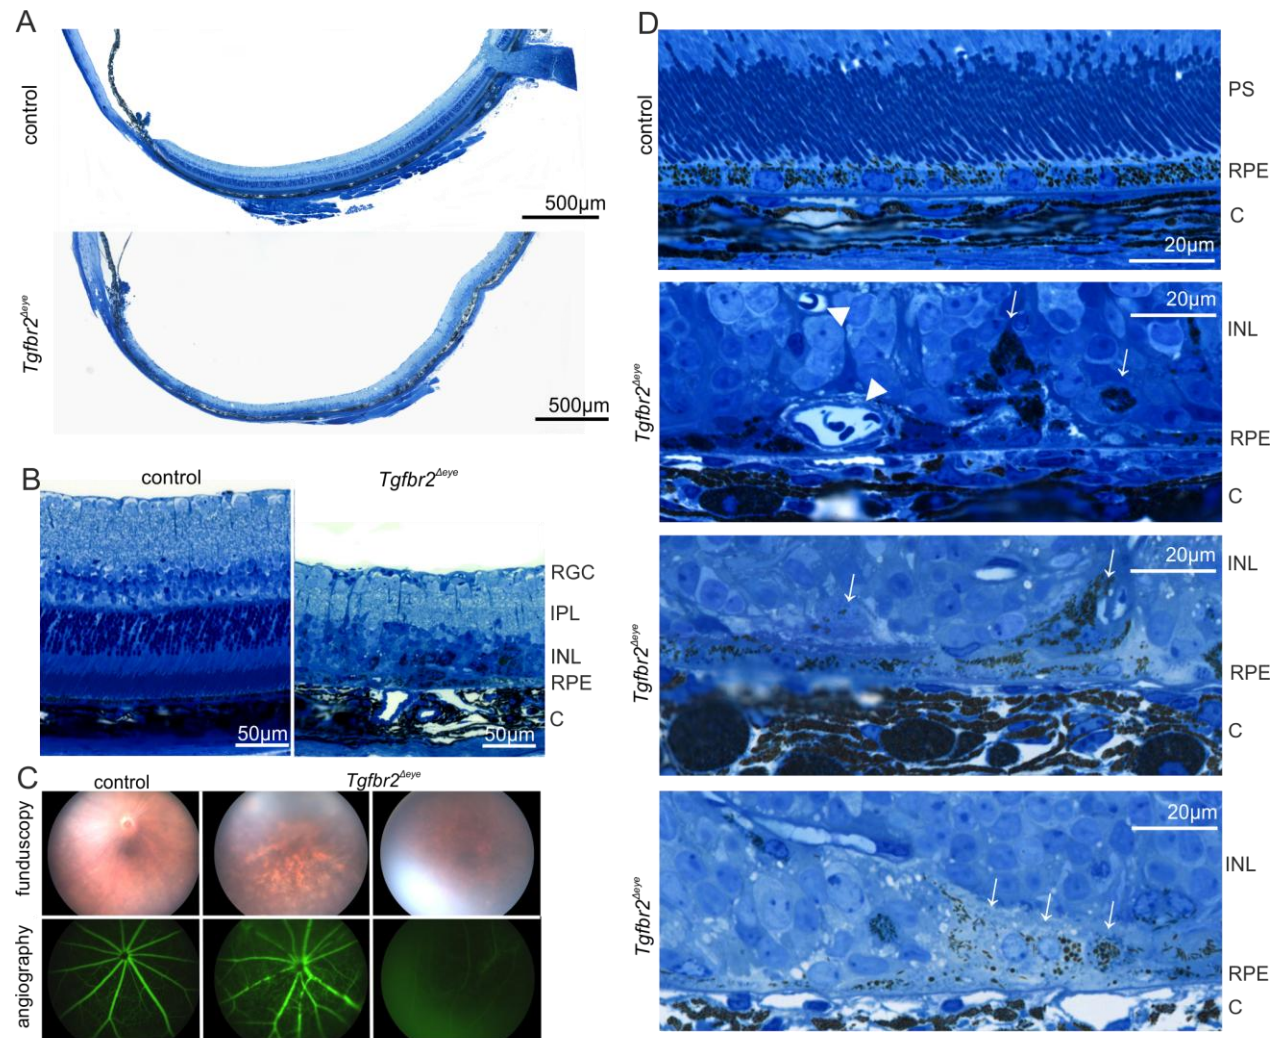 A
control
500μm
Tgfbr2Δeye
500μm
B
control
Tgfbr2Δeye
RGC
IPL
INL
RPE
C
50μm
50μm
C
control
Tgfbr2Δeye
funduscopy
angiography
D
control
PS
RPE
C
20μm
Tgfbr2Δeye
20μm
INL
RPE
C
Tgfbr2Δeye
20μm
INL
RPE
C
Tgfbr2Δeye
20μm
INL
RPE
C